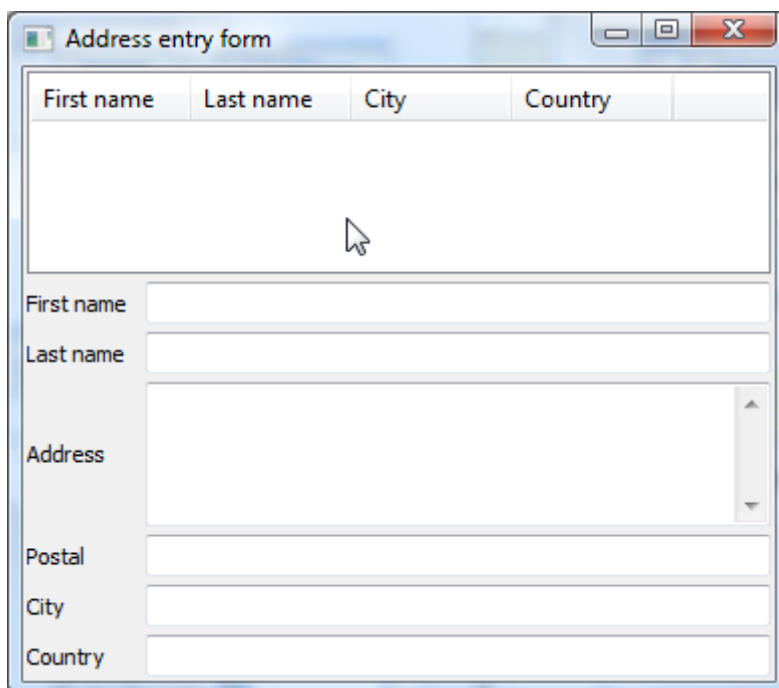 Address entry form
First name Last name City Country
First name
Last name
Address
Postal
City
Country